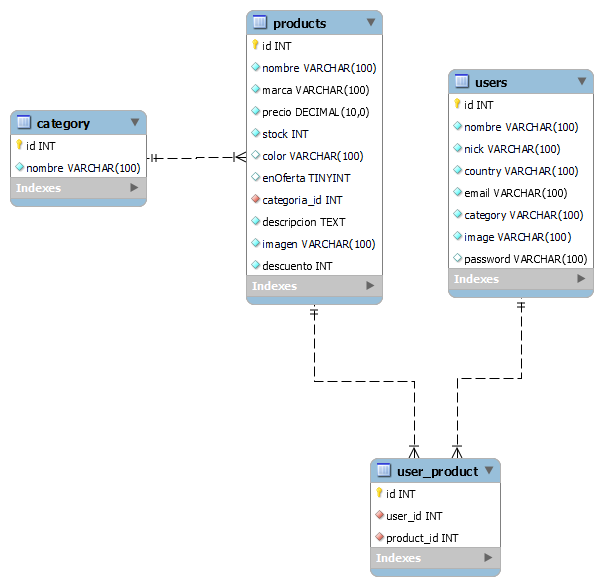 category
id INT
nombre VARCHAR(100)
Indexes
products
id INT
nombre VARCHAR(100)
marca VARCHAR(100)
precio DECIMAL(10,0)
stock INT
color VARCHAR(100)
enOferta TINYINT
categoria_id INT
descripcion TEXT
imagen VARCHAR(100)
descuento INT
Indexes
users
id INT
nombre VARCHAR(100)
nick VARCHAR(100)
country VARCHAR(100)
email VARCHAR(100)
category VARCHAR(100)
image VARCHAR(100)
password VARCHAR(100)
Indexes
user_product
id INT
user_id INT
product_id INT
Indexes